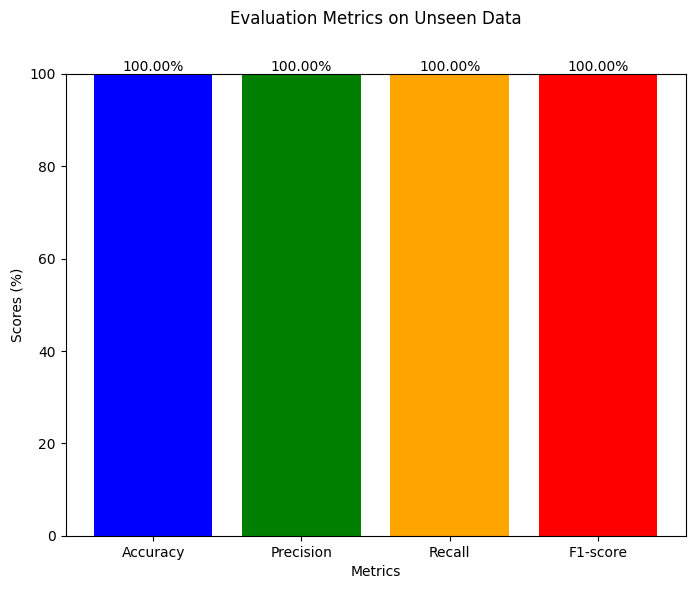 Evaluation Metrics on Unseen Data
100.00% 100.00% 100.00% 100.00%
100
80
60
40
20
0
Scores (%)
Accuracy Precision Recall F1-score
Metrics